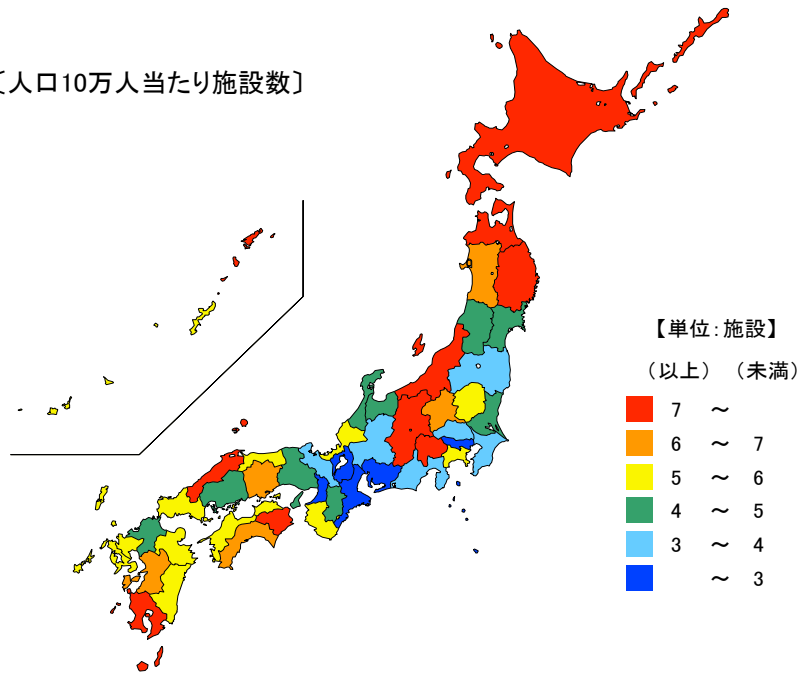 〔人口10万人当たり施設数〕
【単位：施設】
（以上） （未満）
7 ～
6 ～ 7
5 ～ 6
4 ～ 5
3 ～ 4
～ 3